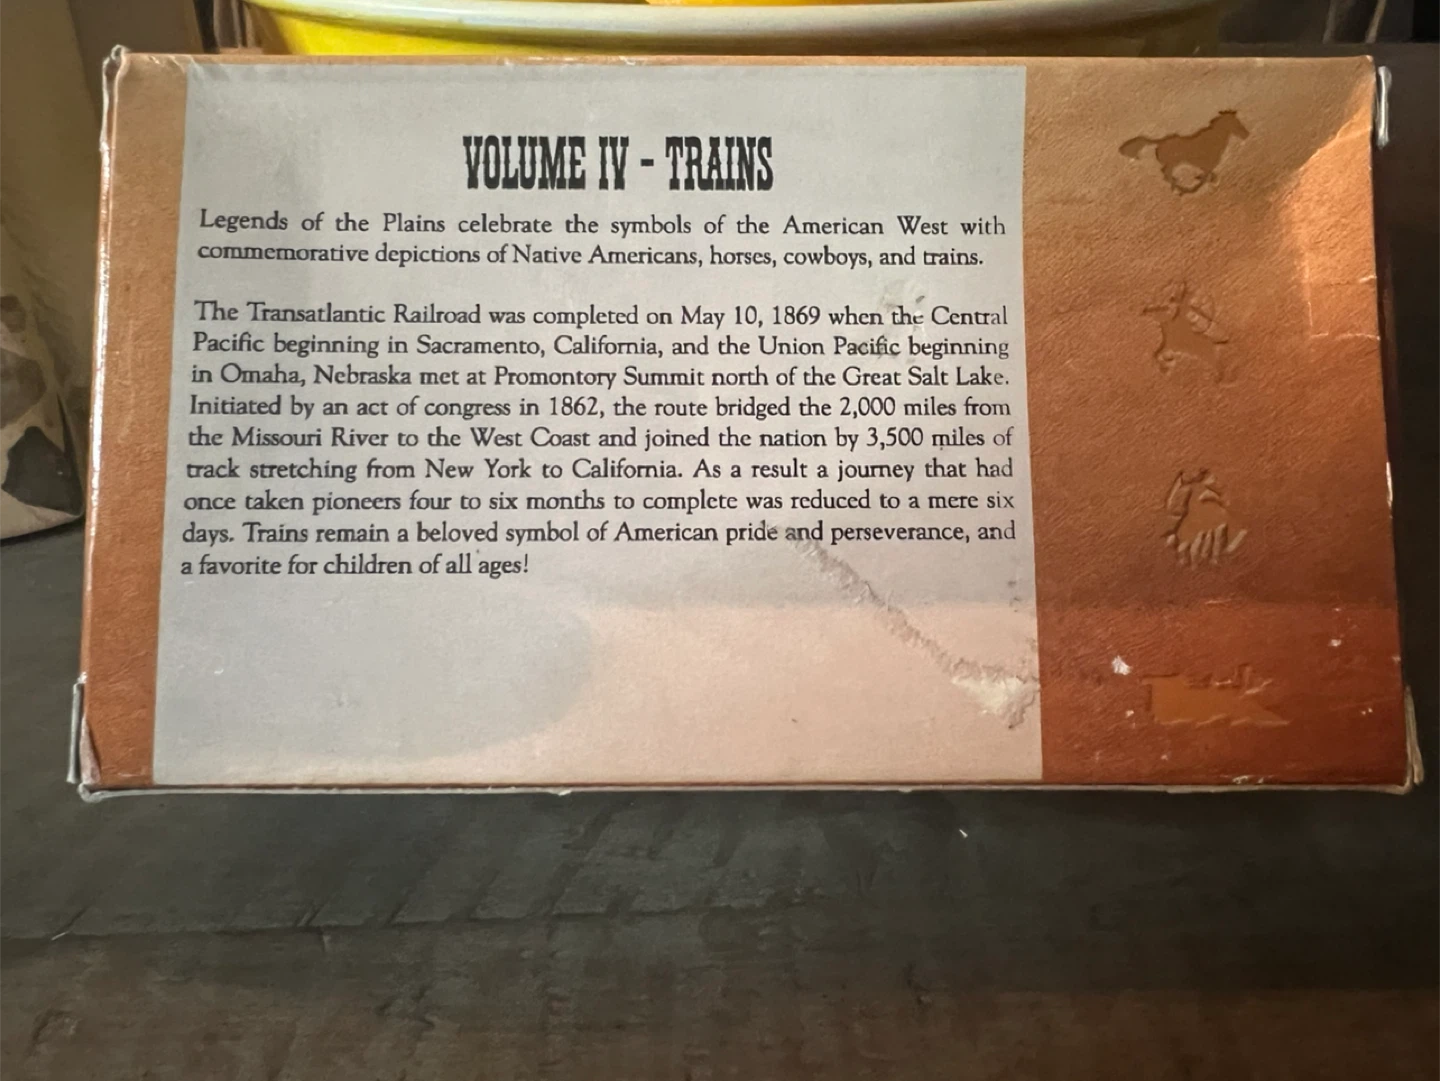 VOLUME IV - TRAINS
Legends of the Plains celebrate the symbols of the American West with
commemorative depictions of Native Americans, horses, cowboys, and trains.
The Transatlantic Railroad was completed on May 10, 1869 when the Central
Pacific beginning in Sacramento, California, and the Union Pacific beginning
in Omaha, Nebraska met at Promontory Summit north of the Great Salt Lake.
Initiated by an act of congress in 1862, the route bridged the 2,000 miles from
the Missouri River to the West Coast and joined the nation by 3,500 miles of
track stretching from New York to California. As a result a journey that had
once taken pioneers four to six months to complete was reduced to a mere six
days. Trains remain a beloved symbol of American pride and perseverance, and
a favorite for children of all ages!